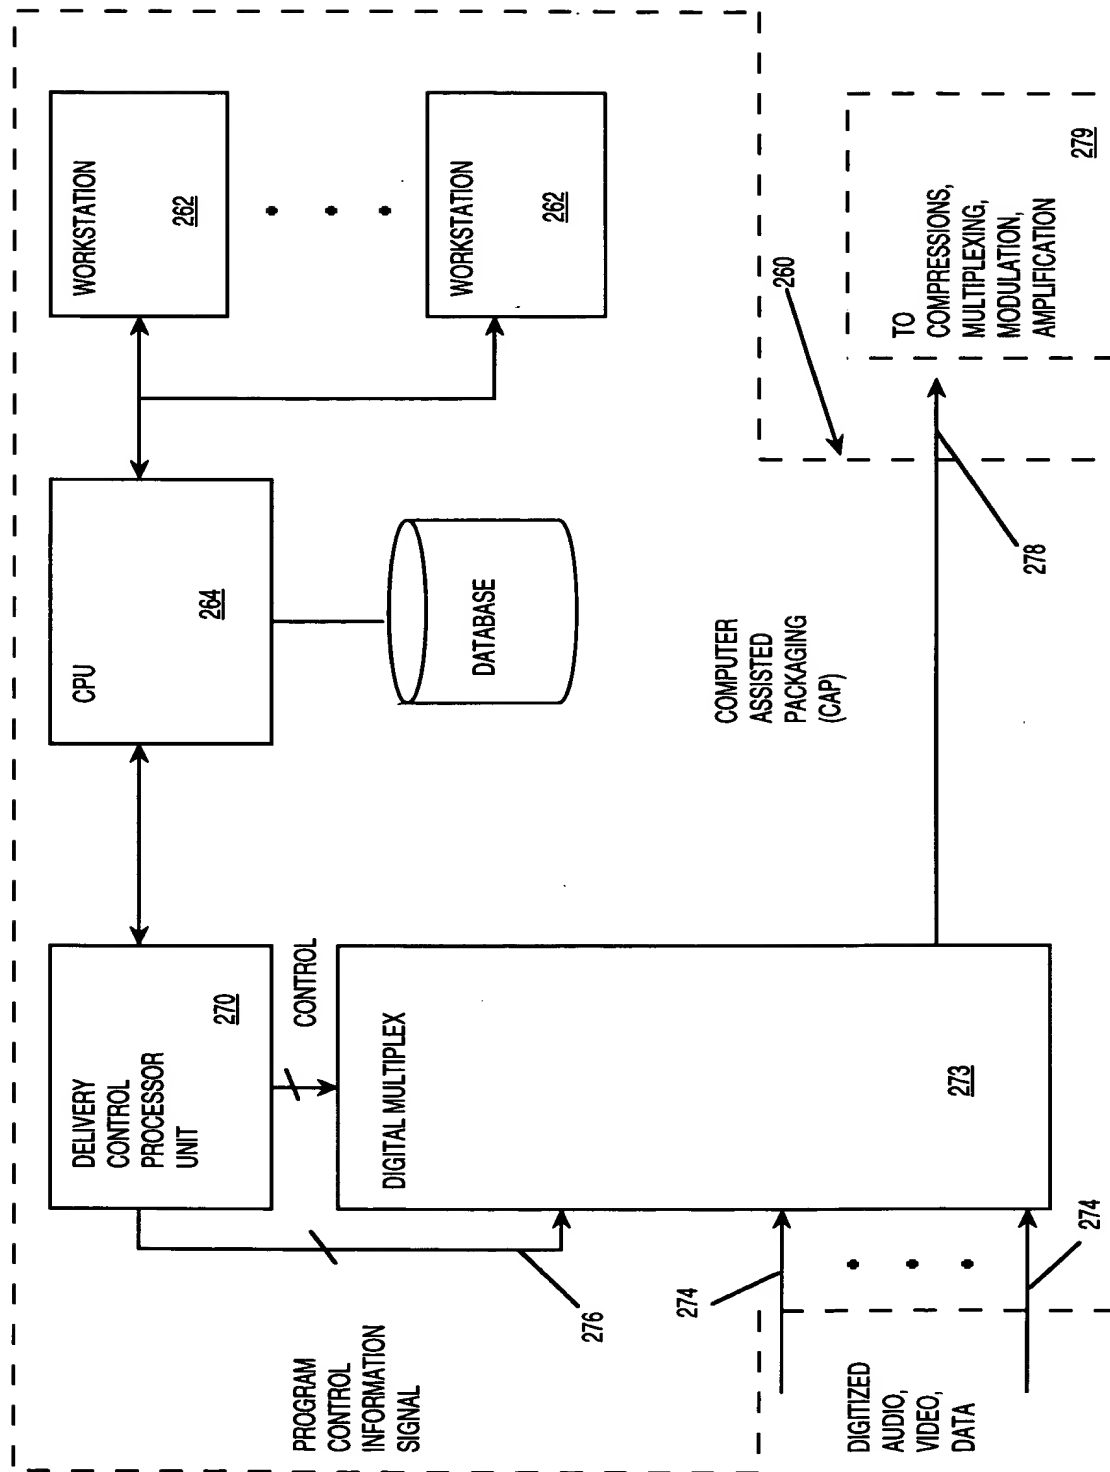 PROGRAM
CONTROL
INFORMATION
SIGNAL
DELIVERY
CONTROL
PROCESSOR
UNIT
270
CPU
264
WORKSTATION
262
CONTROL
276
DIGITAL MULTIPLEX
273
DATABASE
WORKSTATION
262
COMPUTER
ASSISTED
PACKAGING
(CAP)
260
274
DIGITIZED
AUDIO,
VIDEO,
DATA
274
278
TO
COMPRESSIONS,
MULTIPLEXING,
MODULATION,
AMPLIFICATION
279